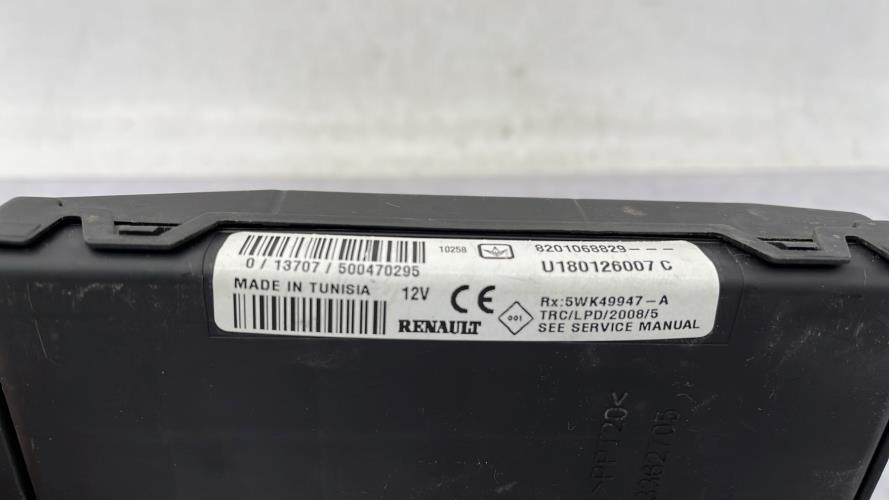 10258
8201068829---
0 / 13707 / 500470295
U180126007 C
MADE IN TUNISIA
12V
CE
Rx:5WK49947-A
RENAULT
001
TRC/LPD/2008/5
SEE SERVICE MANUAL
>PPT20<